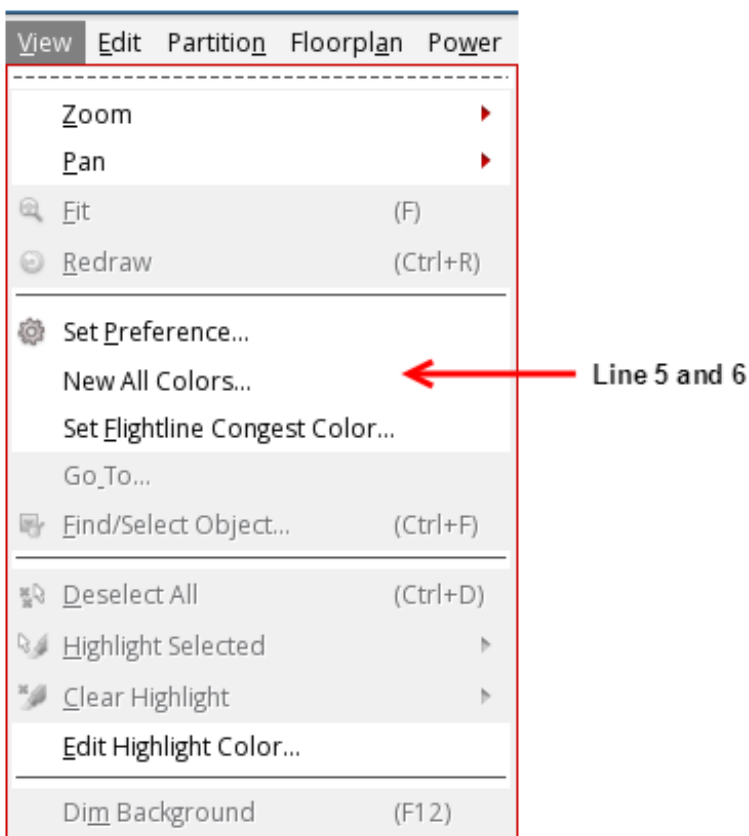 View Edit Partition Floorplan Power
Zoom
Pan
Fit (F)
Redraw (Ctrl+R)
Set Preference...
New All Colors...
Line 5 and 6
Set Flightline Congest Color...
Go_To...
Find/Select Object... (Ctrl+F)
Deselect All (Ctrl+D)
Highlight Selected
Clear Highlight
Edit Highlight Color...
Dim Background (F12)